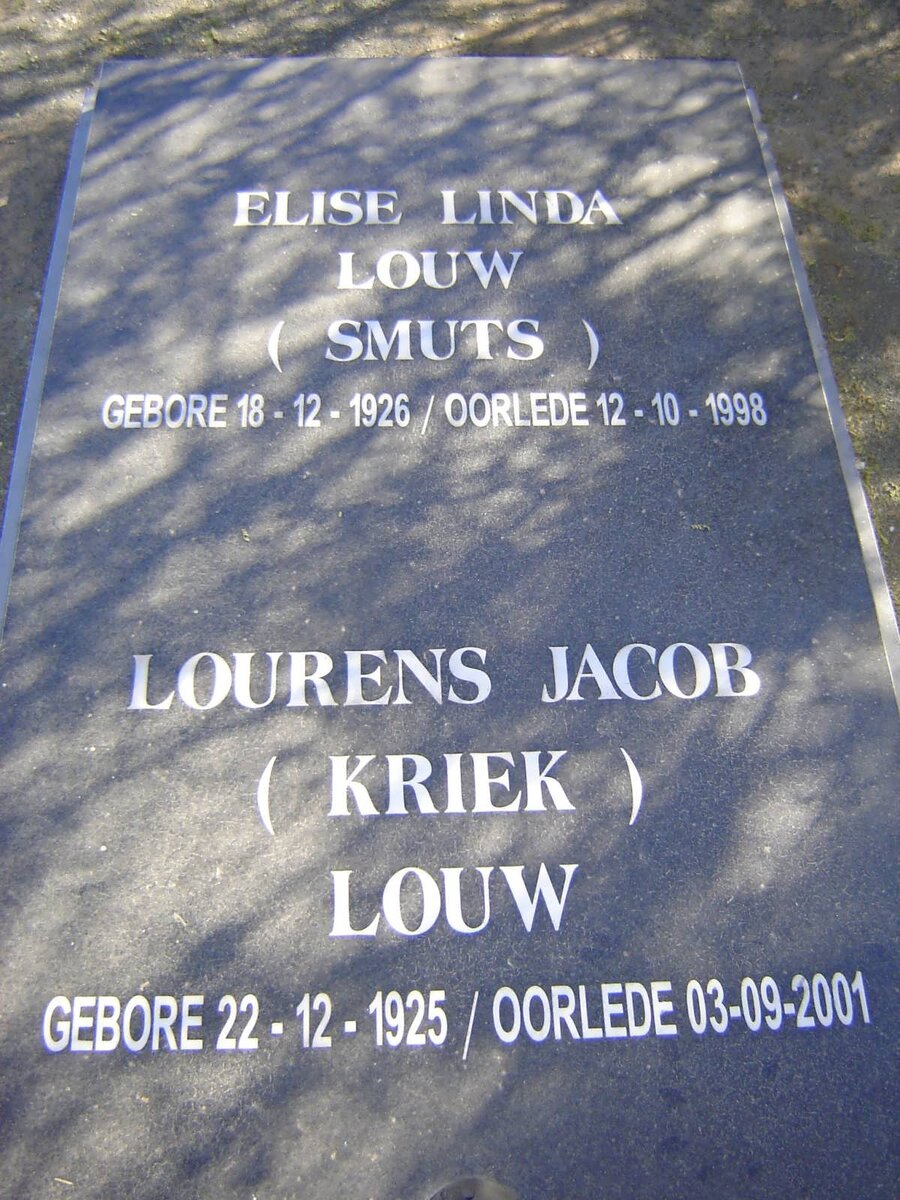 ELISE LINDA
LOUW
( SMUTS )
GEBORE 18 - 12 - 1926 / OORLEDE 12 - 10 - 1998
LOURENS JACOB
( KRIEK )
LOUW
GEBORE 22 - 12 - 1925 / OORLEDE 03-09-2001